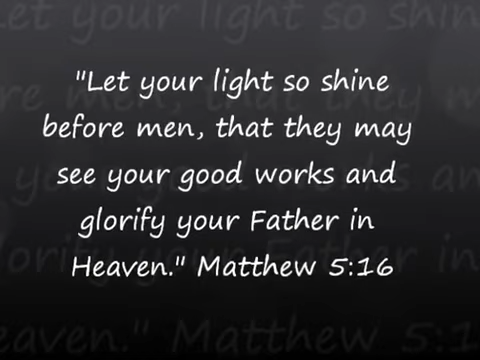 "Let your light so shine
before men, that they may
see your good works and
glorify your Father in
Heaven." Matthew 5:16